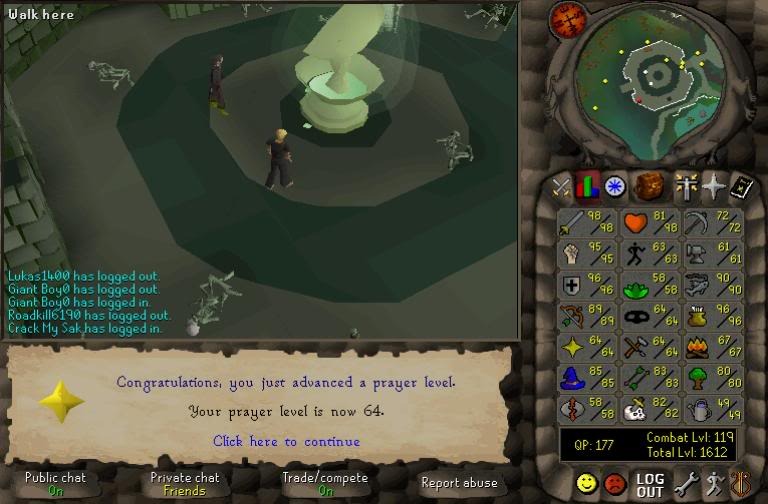 Walk here
Lukas1400 has logged out.
Giant Boy0 has logged out.
Giant Boy0 has logged in.
Roadkill6190 has logged out.
Crack My Sak has logged in.
Congratulations, you just advanced a prayer level.
Your prayer level is now 64.
Click here to continue
Public chat
On
Private chat
Friends
Trade/compete
On
Report abuse
98/98 81/98 72/72
95/95 63/63 61/61
96/96 58/58 90/90
89/89 64/64 96/96
64/64 64/64 67/67
85/85 83/83 80/80
58/58 82/82 49/49
QP: 177
Combat Lvl: 119
Total Lvl: 1612
LOG
OUT